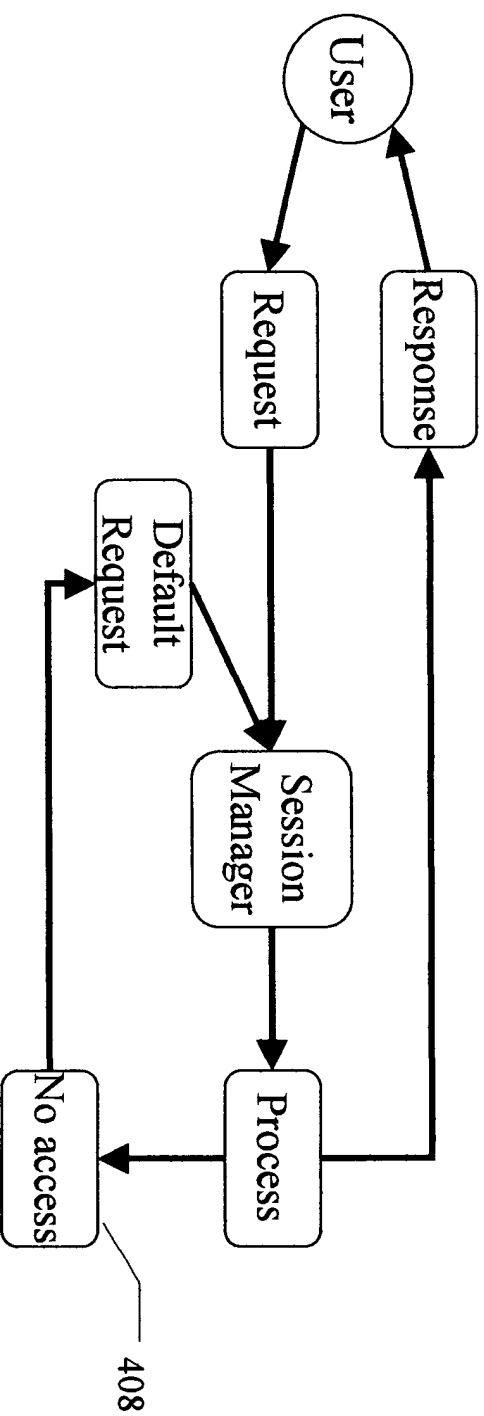 User
Response
Request
Default
Request
Session
Manager
Process
No access
408